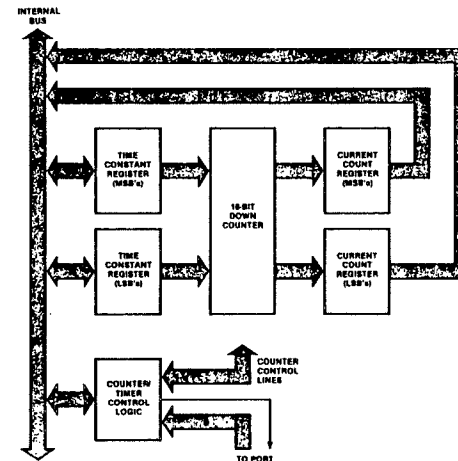 INTERNAL
BUS
TIME
CONSTANT
REGISTER
(MSB's)
16-BIT
DOWN
COUNTER
CURRENT
COUNT
REGISTER
(MSB's)
TIME
CONSTANT
REGISTER
(LSB's)
CURRENT
COUNT
REGISTER
(LSB's)
COUNTER/
TIMER
CONTROL
LOGIC
COUNTER
CONTROL
LINES
TO PORT